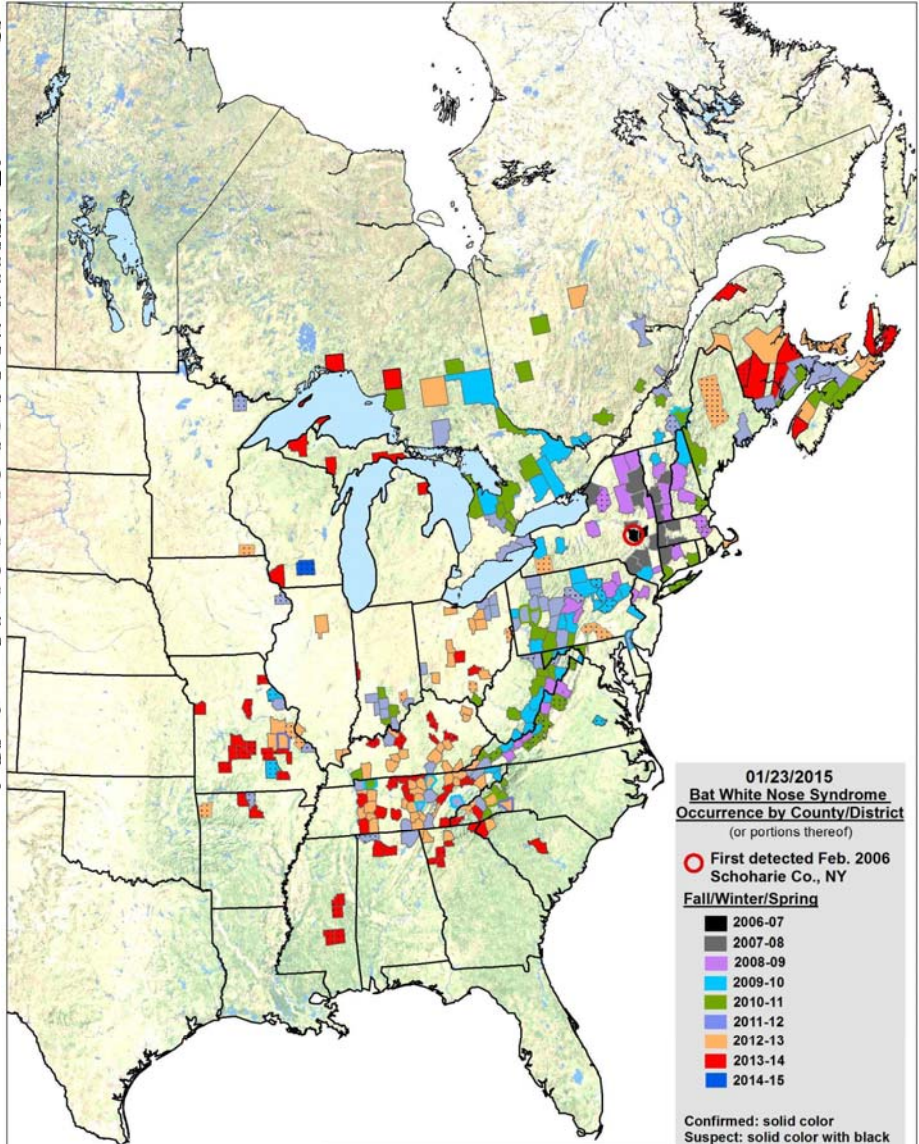 01/23/2015
Bat White Nose Syndrome
Occurrence by County/District
(or portions thereof)
First detected Feb. 2006
Schoharie Co., NY
Fall/Winter/Spring
2006-07
2007-08
2008-09
2009-10
2010-11
2011-12
2012-13
2013-14
2014-15
Confirmed: solid color
Suspect: solid color with black